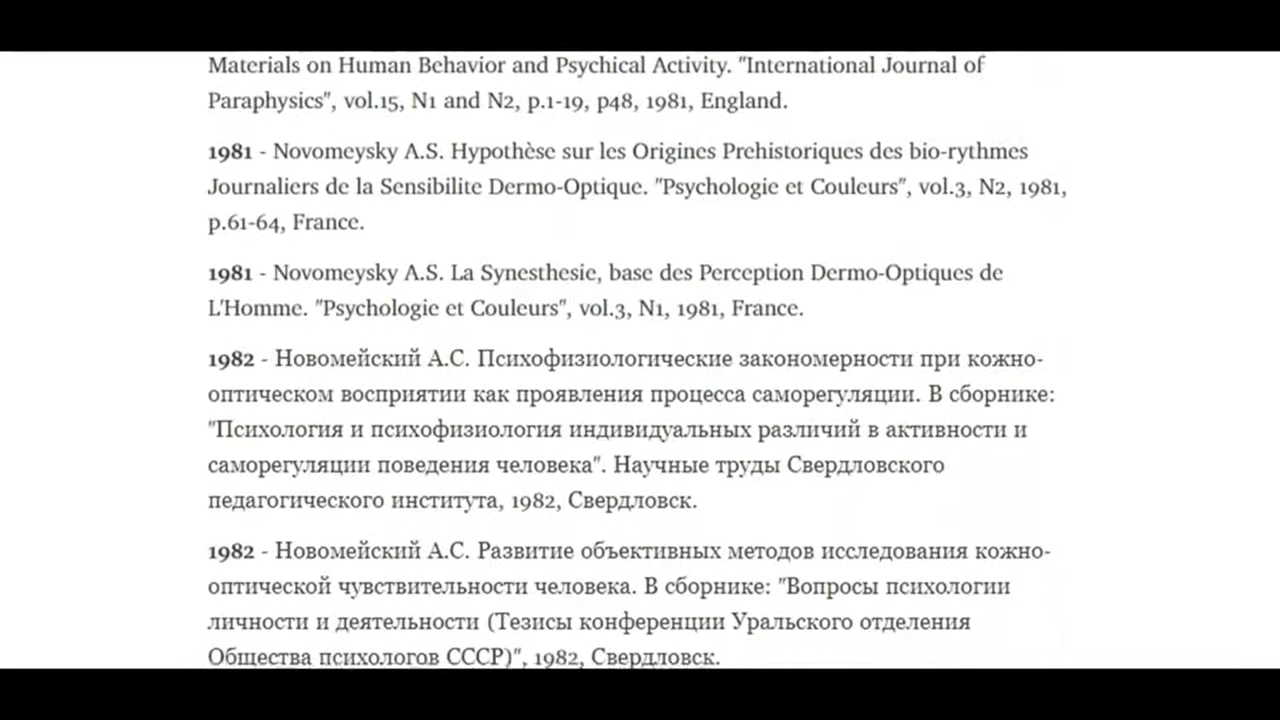 Materials on Human Behavior and Psychical Activity. "International Journal of
Paraphysics", vol.15, N1 and N2, p.1-19, p48, 1981, England.
1981 - Novomeysky A.S. Hypothèse sur les Origines Prehistoriques des bio-rythmes
Journaliers de la Sensibilite Dermo-Optique. "Psychologie et Couleurs", vol.3, N2, 1981,
p.61-64, France.
1981 - Novomeysky A.S. La Synesthesie, base des Perception Dermo-Optiques de
L'Homme. "Psychologie et Couleurs", vol.3, N1, 1981, France.
1982 - Новомейский А.С. Психофизиологические закономерности при кожно-
оптическом восприятии как проявления процесса саморегуляции. В сборнике:
"Психология и психофизиология индивидуальных различий в активности и
саморегуляции поведения человека". Научные труды Свердловского
педагогического института, 1982, Свердловск.
1982 - Новомейский А.С. Развитие объективных методов исследования кожно-
оптической чувствительности человека. В сборнике: "Вопросы психологии
личности и деятельности (Тезисы конференции Уральского отделения
Общества психологов СССР)", 1982, Свердловск.